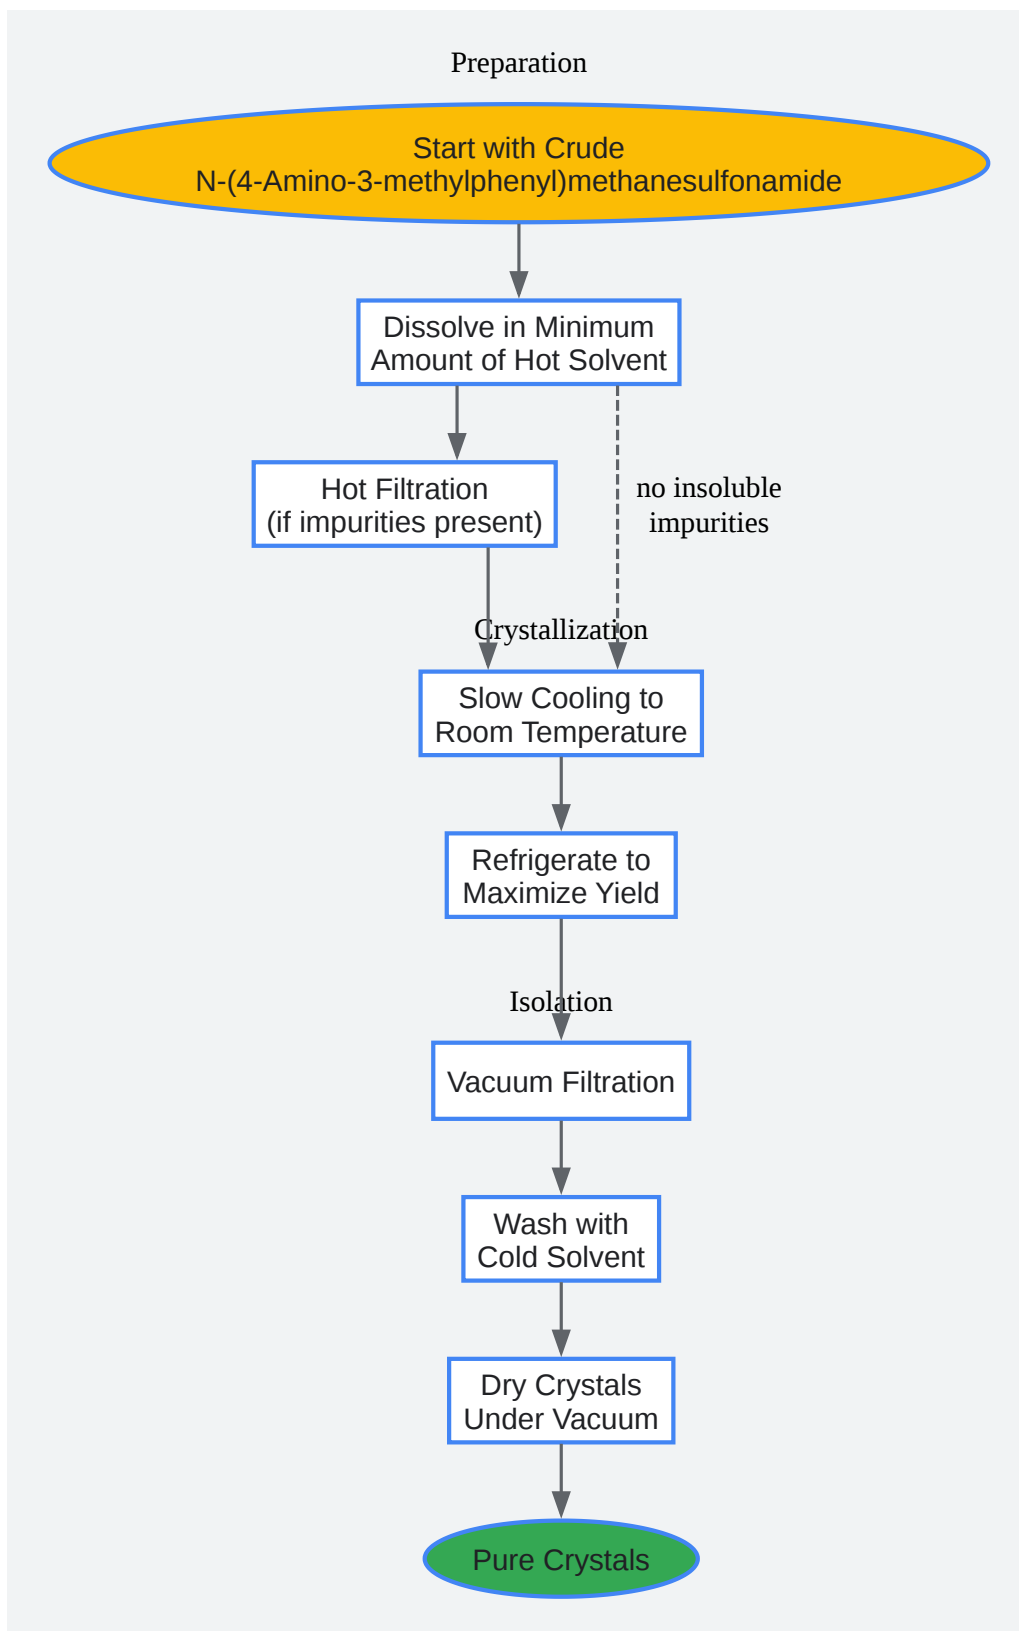 Preparation
Start with Crude
N-(4-Amino-3-methylphenyl)methanesulfonamide
Dissolve in Minimum
Amount of Hot Solvent
Hot Filtration
(if impurities present)
no insoluble
impurities
Crystallization
Slow Cooling to
Room Temperature
Refrigerate to
Maximize Yield
Isolation
Vacuum Filtration
Wash with
Cold Solvent
Dry Crystals
Under Vacuum
Pure Crystals